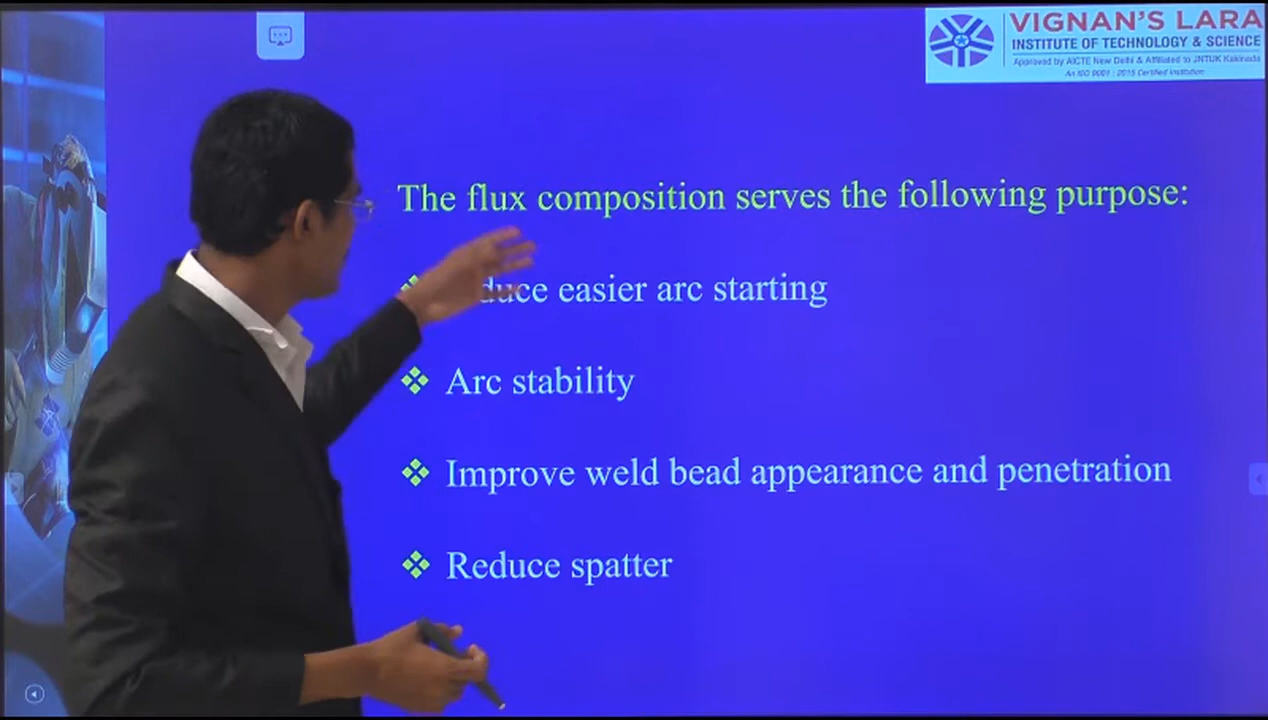 VIGNAN'S LARA
INSTITUTE OF TECHNOLOGY & SCIENCE
Approved by AICTE New Delhi & Affiliated to JNTUK Kakinada
An ISO 9001 : 2015 Certified Institution
The flux composition serves the following purpose:
easier arc starting
Arc stability
Improve weld bead appearance and penetration
Reduce spatter